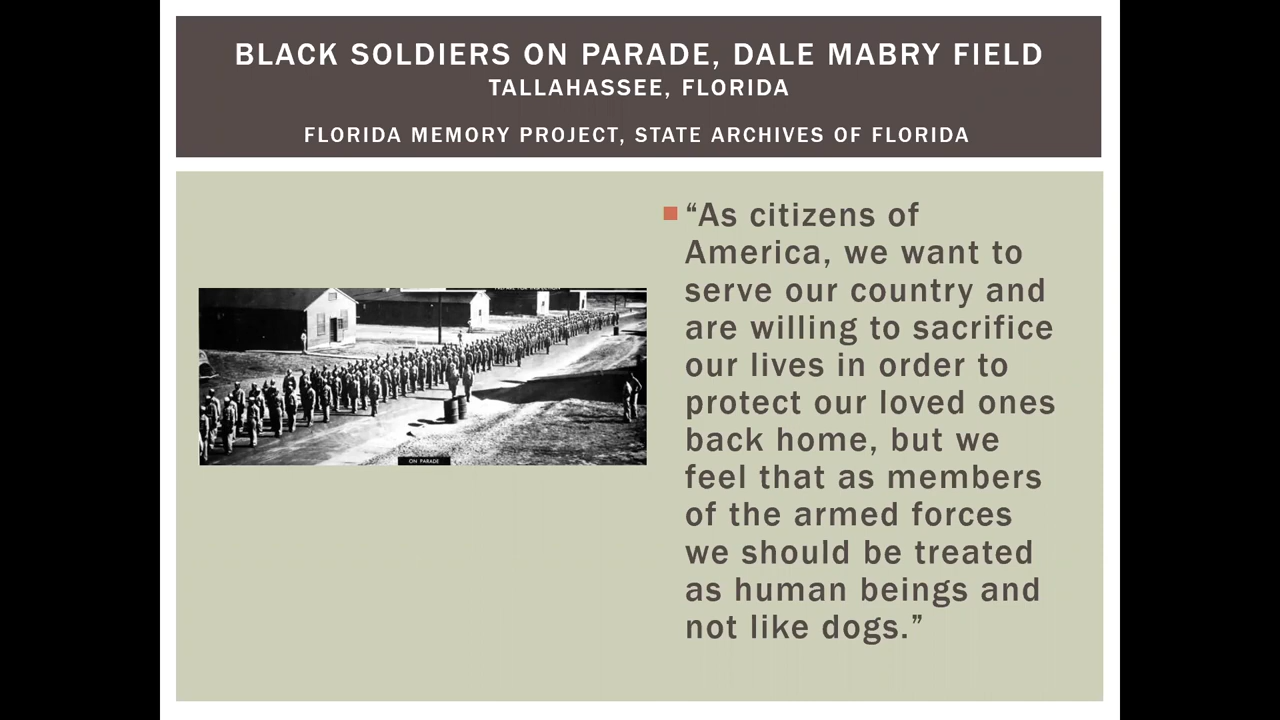 BLACK SOLDIERS ON PARADE, DALE MABRY FIELD
TALLAHASSEE, FLORIDA
FLORIDA MEMORY PROJECT, STATE ARCHIVES OF FLORIDA
“As citizens of
America, we want to
serve our country and
are willing to sacrifice
our lives in order to
protect our loved ones
back home, but we
feel that as members
of the armed forces
we should be treated
as human beings and
not like dogs.”
ON PARADE